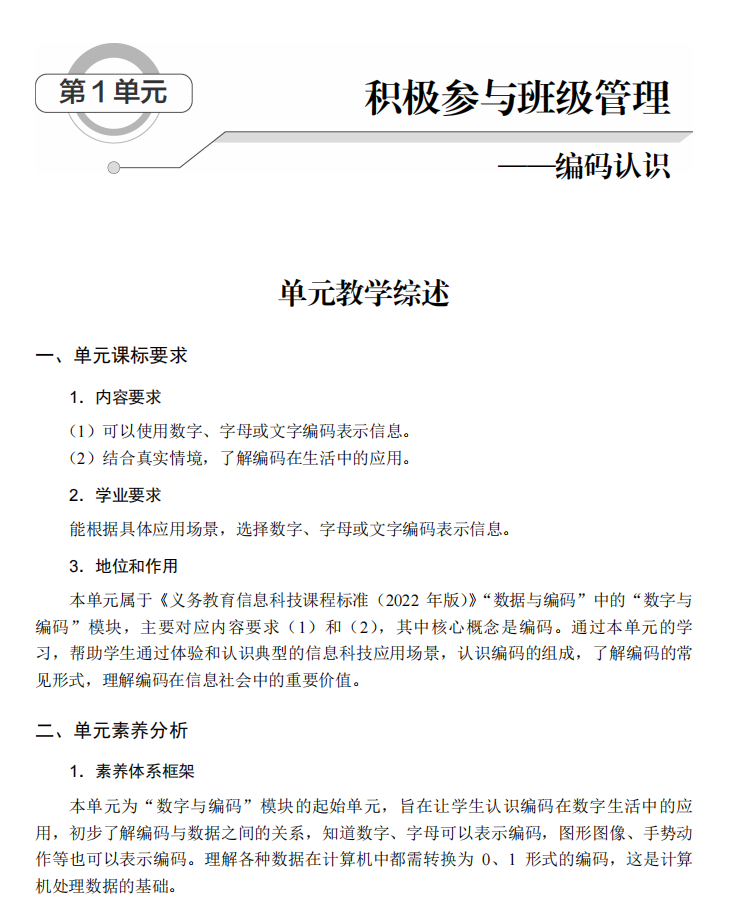 第1单元
积极参与班级管理
——编码认识
单元教学综述
一、单元课标要求
1．内容要求
（1）可以使用数字、字母或文字编码表示信息。
（2）结合真实情境，了解编码在生活中的应用。
2．学业要求
能根据具体应用场景，选择数字、字母或文字编码表示信息。
3．地位和作用
本单元属于《义务教育信息科技课程标准（2022 年版）》“数据与编码”中的“数字与
编码”模块，主要对应内容要求（1）和（2），其中核心概念是编码。通过本单元的学
习，帮助学生通过体验和认识典型的信息科技应用场景，认识编码的组成，了解编码的常
见形式，理解编码在信息社会中的重要价值。
二、单元素养分析
1．素养体系框架
本单元为“数字与编码”模块的起始单元，旨在让学生认识编码在数字生活中的应
用，初步了解编码与数据之间的关系，知道数字、字母可以表示编码，图形图像、手势动
作等也可以表示编码。理解各种数据在计算机中都需转换为 0、1 形式的编码，这是计算
机处理数据的基础。